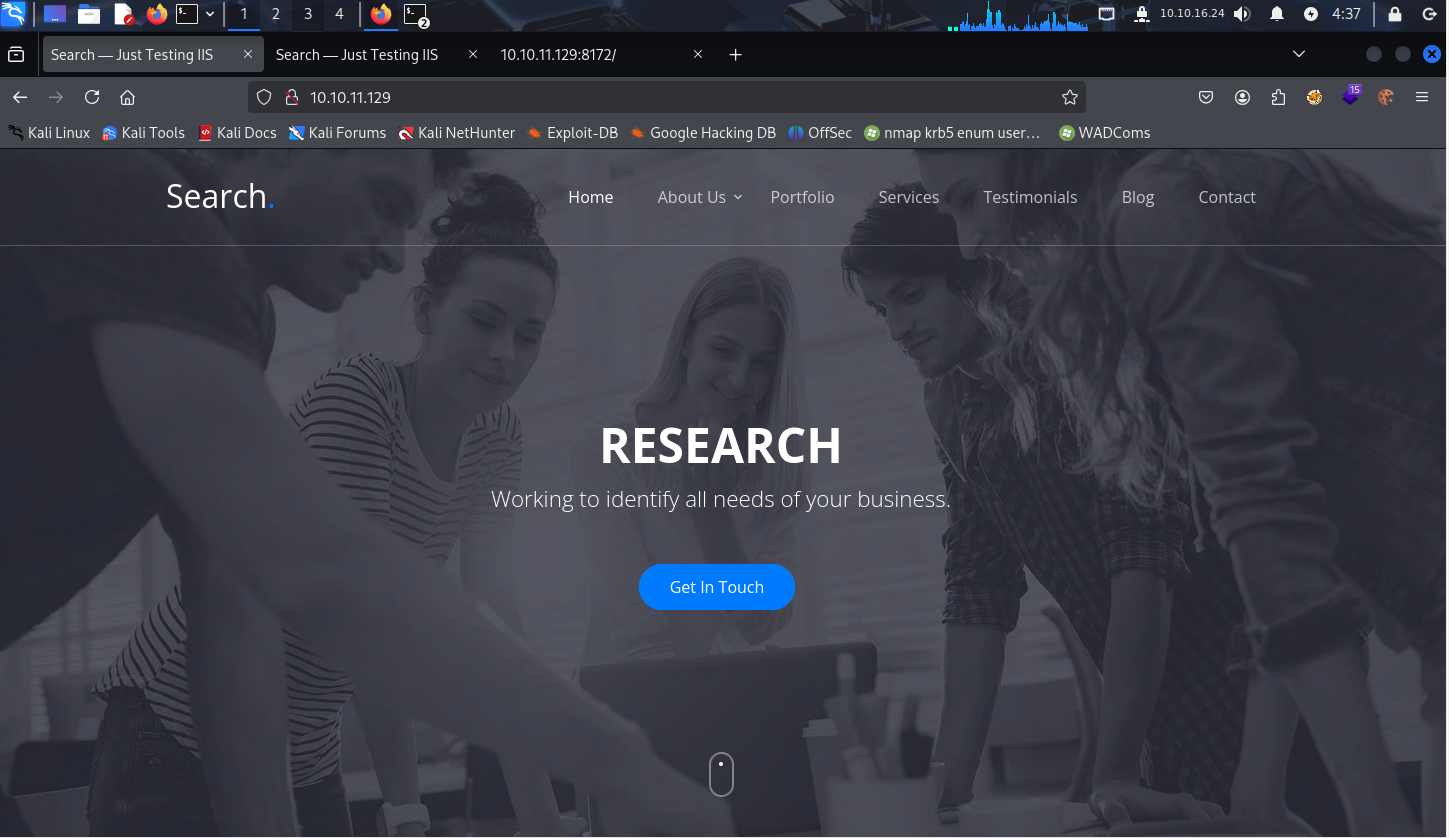 1 2 3 4 2 10.10.16.24 4:37
Search — Just Testing IIS Search — Just Testing IIS 10.10.11.129:8172/
10.10.11.129 15
Kali Linux Kali Tools Kali Docs Kali Forums Kali NetHunter Exploit-DB Google Hacking DB OffSec nmap krb5 enum user… WADComs
Search. Home About Us Portfolio Services Testimonials Blog Contact
RESEARCH
Working to identify all needs of your business.
Get In Touch